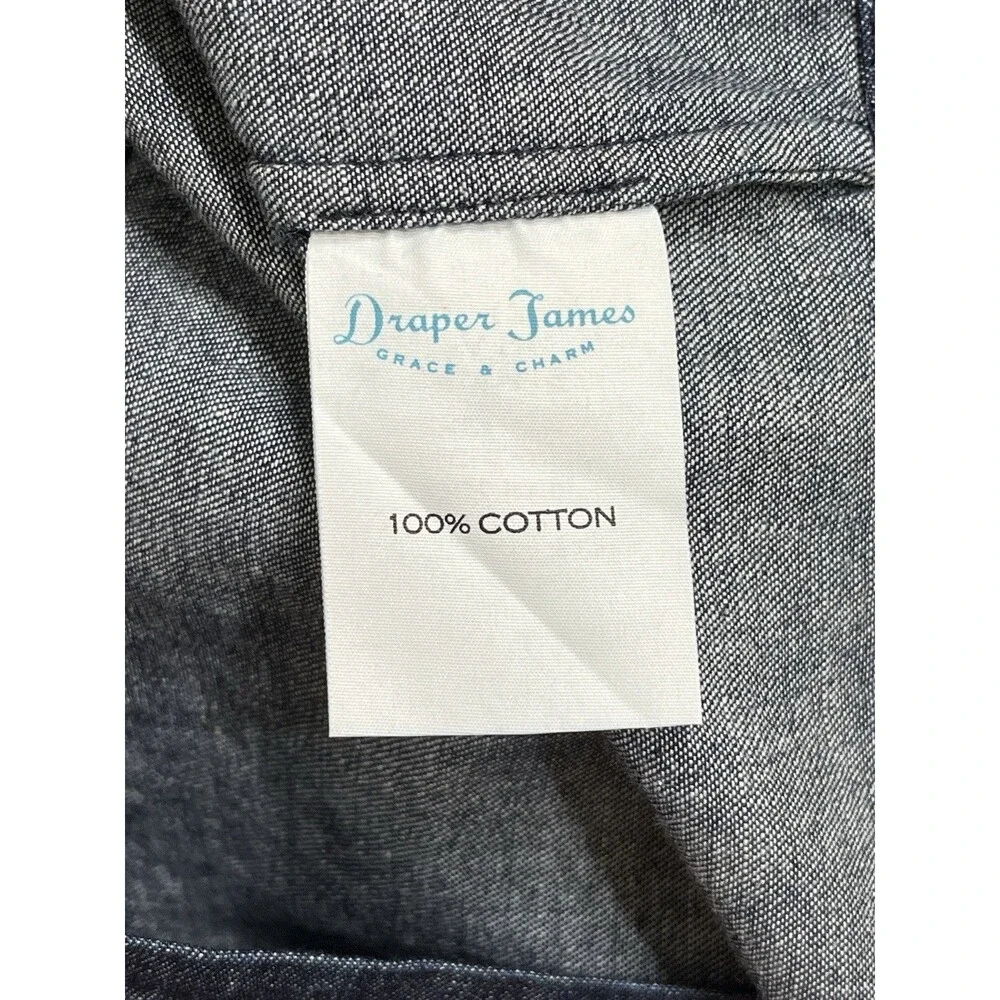 Draper James
GRACE & CHARM
100% COTTON